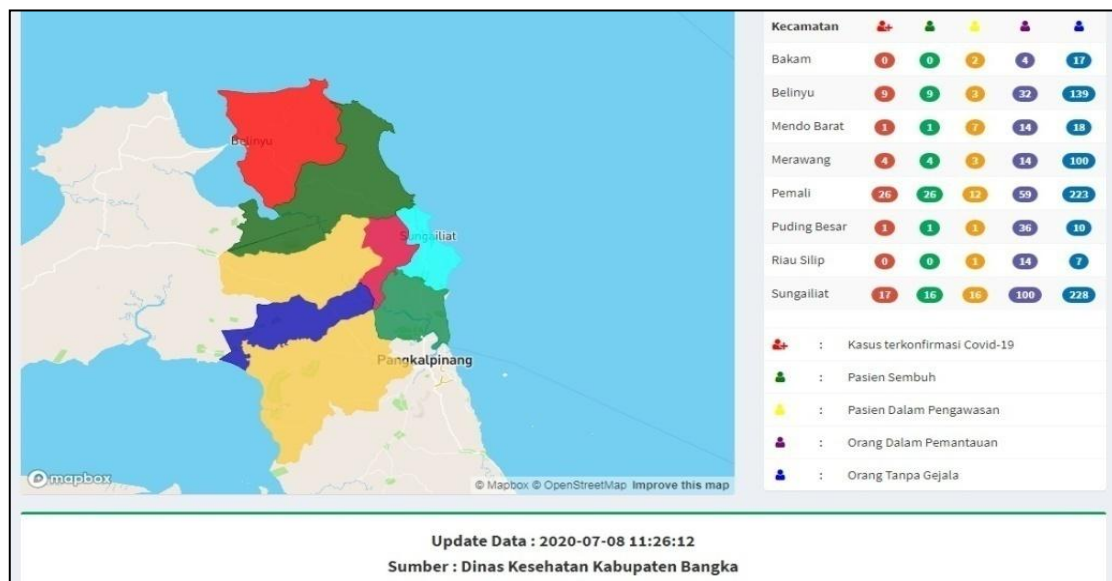 Belinyu
Sungailiat
Pangkalpinang
mapbox
© Mapbox © OpenStreetMap Improve this map
Kecamatan
Bakam 0 0 2 4 17
Belinyu 9 9 3 32 139
Mendo Barat 1 1 7 14 18
Merawang 4 4 3 14 100
Pemali 26 26 12 59 223
Puding Besar 1 1 1 36 10
Riau Silip 0 0 1 14 7
Sungailiat 17 16 16 100 228
: Kasus terkonfirmasi Covid-19
: Pasien Sembuh
: Pasien Dalam Pengawasan
: Orang Dalam Pemantauan
: Orang Tanpa Gejala
Update Data : 2020-07-08 11:26:12
Sumber : Dinas Kesehatan Kabupaten Bangka